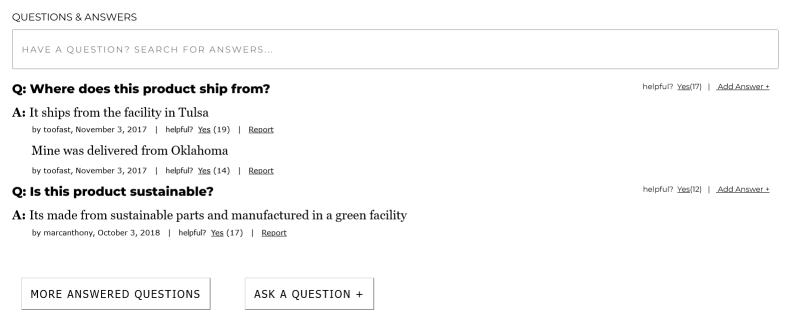 QUESTIONS & ANSWERS
HAVE A QUESTION? SEARCH FOR ANSWERS...
Q: Where does this product ship from? helpful? Yes(17) | Add Answer +
A: It ships from the facility in Tulsa
by toofast, November 3, 2017 | helpful? Yes (19) | Report
Mine was delivered from Oklahoma
by toofast, November 3, 2017 | helpful? Yes (14) | Report
Q: Is this product sustainable? helpful? Yes(12) | Add Answer +
A: Its made from sustainable parts and manufactured in a green facility
by marcanthony, October 3, 2018 | helpful? Yes (17) | Report
MORE ANSWERED QUESTIONS ASK A QUESTION +